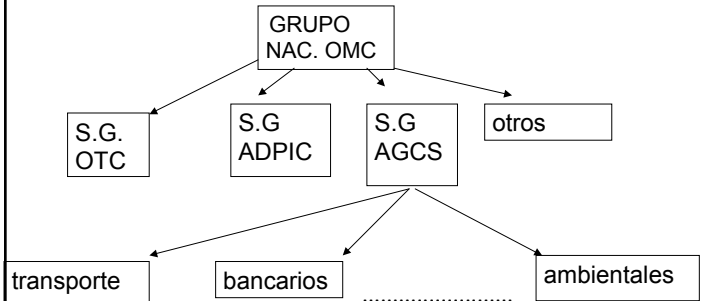 GRUPO
NAC. OMC
S.G.
OTC
S.G
ADPIC
S.G
AGCS
otros
transporte
bancarios
........................
ambientales